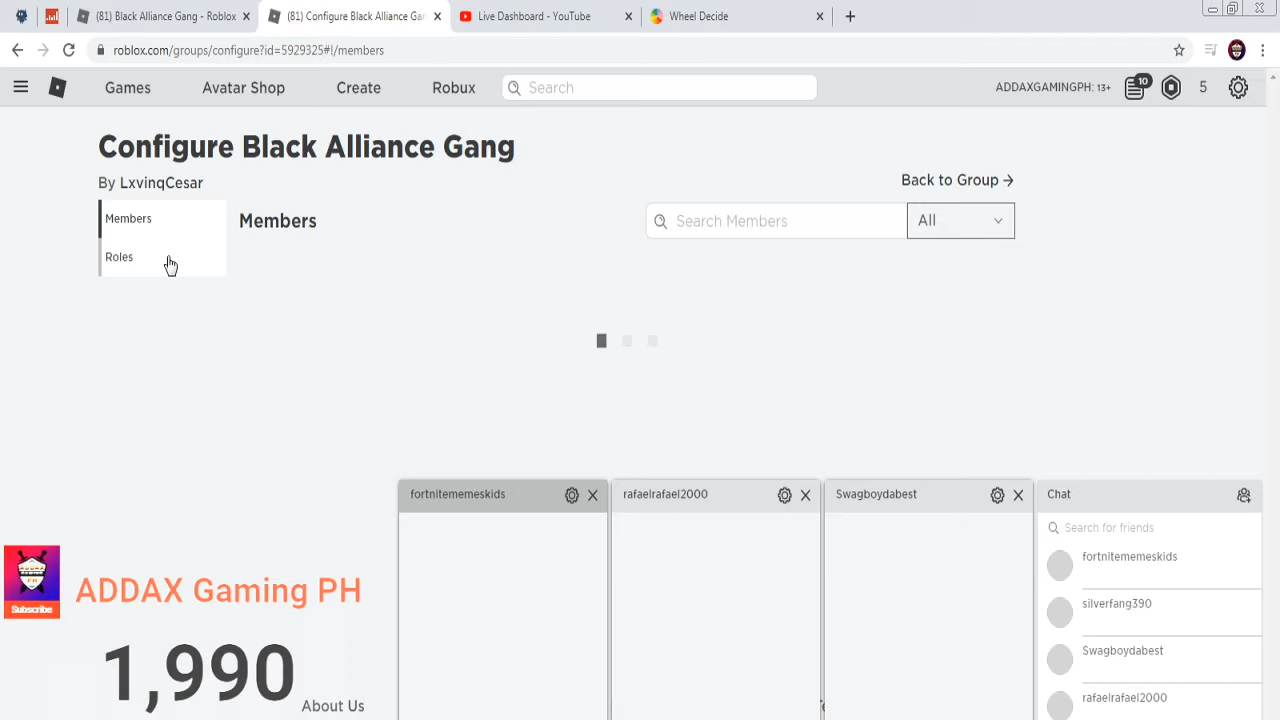 (81) Black Alliance Gang - Roblox
(81) Configure Black Alliance Ga
Live Dashboard - YouTube
Wheel Decide
roblox.com/groups/configure?id=5929325#!/members
Games
Avatar Shop
Create
Robux
Search
ADDAXGAMINGPH: 13+
10
5
Configure Black Alliance Gang
By LxvinqCesar
Back to Group
Members
Roles
Members
Search Members
All
fortnitememeskids
rafaelrafael2000
Swagboydabest
Chat
Search for friends
fortnitememeskids
silverfang390
Swagboydabest
rafaelrafael2000
Subscribe
ADDAX Gaming PH
1,990
About Us